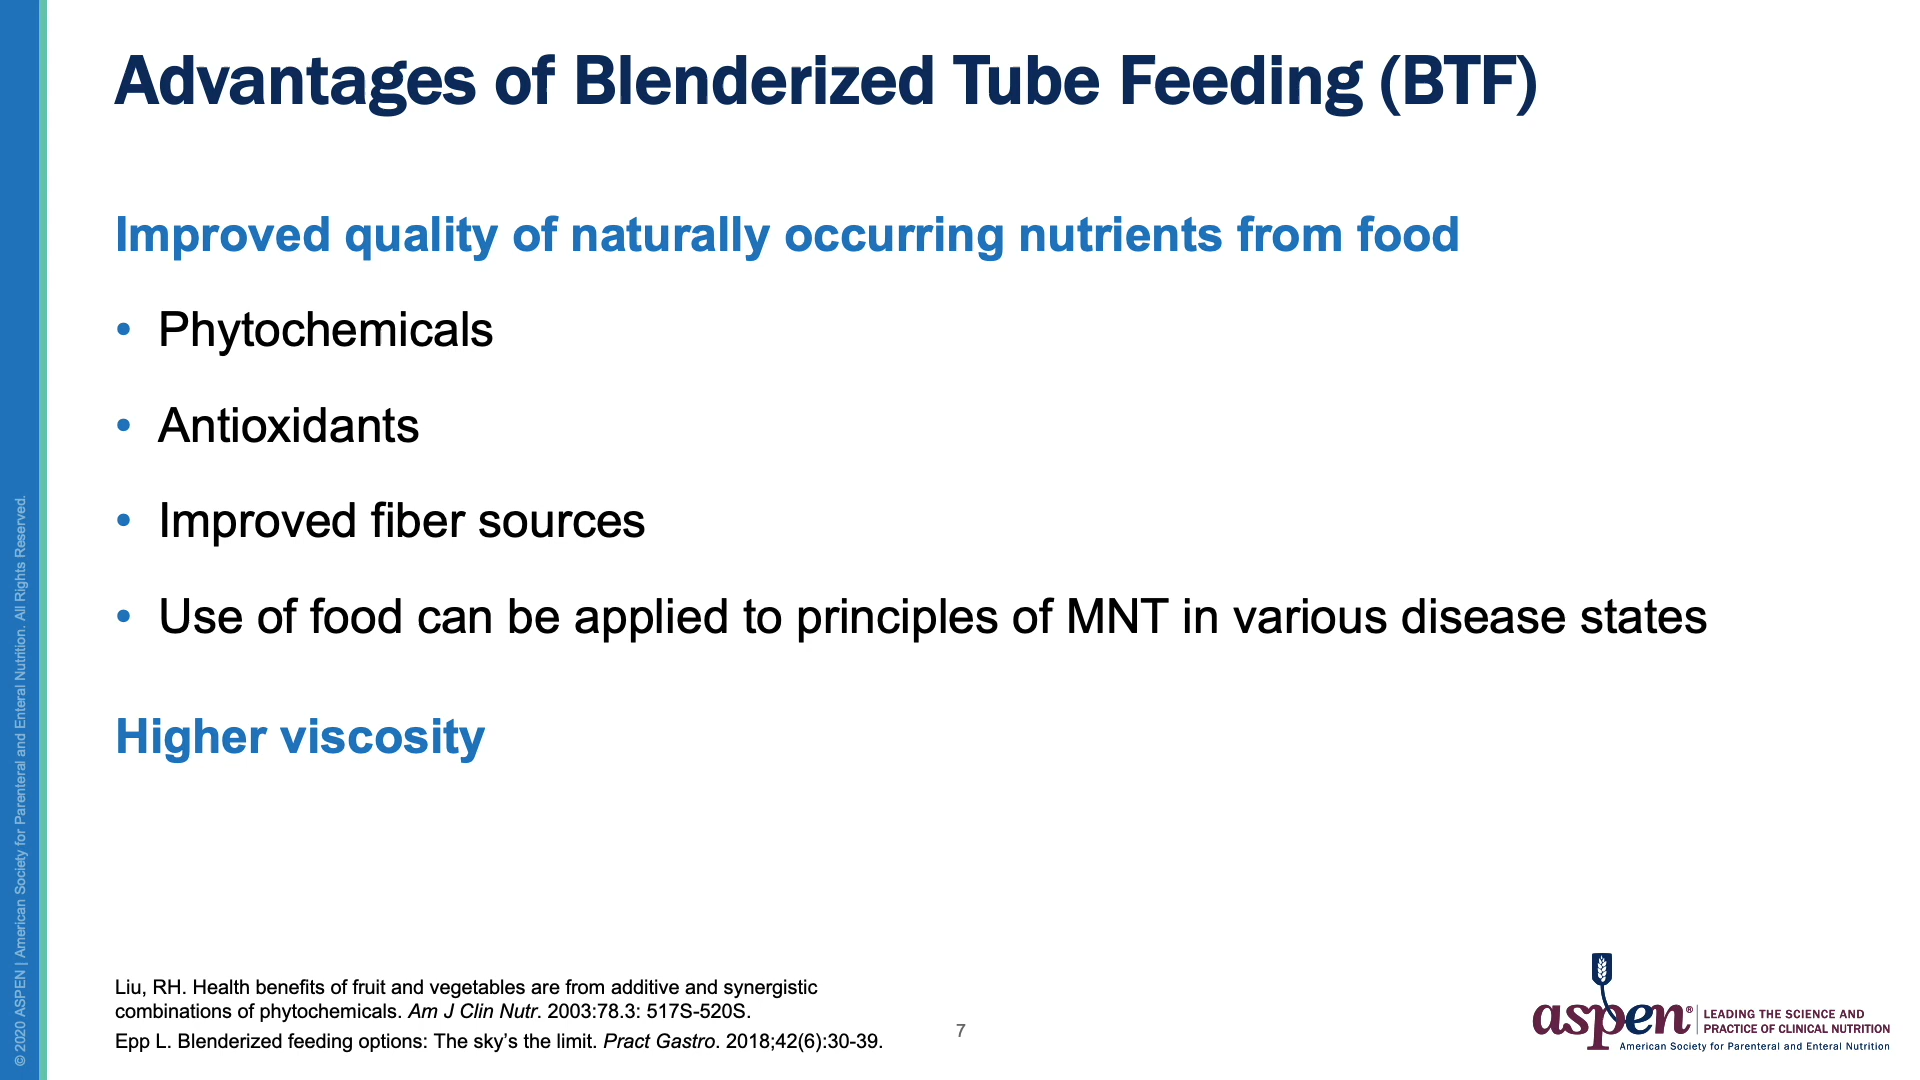 Advantages of Blenderized Tube Feeding (BTF)
Improved quality of naturally occurring nutrients from food
• Phytochemicals
• Antioxidants
• Improved fiber sources
• Use of food can be applied to principles of MNT in various disease states
Higher viscosity
Liu, RH. Health benefits of fruit and vegetables are from additive and synergistic
combinations of phytochemicals. Am J Clin Nutr. 2003:78.3: 517S-520S.
Epp L. Blenderized feeding options: The sky’s the limit. Pract Gastro. 2018;42(6):30-39.
7
aspen®
LEADING THE SCIENCE AND
PRACTICE OF CLINICAL NUTRITION
American Society for Parenteral and Enteral Nutrition
© 2020 ASPEN | American Society for Parenteral and Enteral Nutrition. All Rights Reserved.